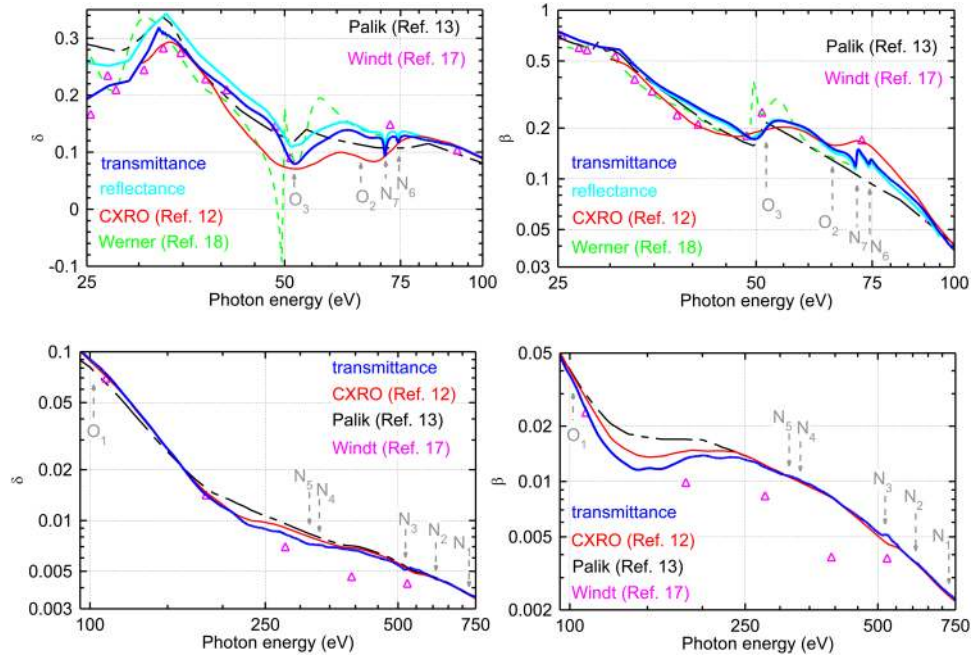 Palik (Ref. 13)
Windt (Ref. 17)
0.3
0.2
δ
0.1
0
-0.1
transmittance
reflectance
CXRO (Ref. 12)
Werner (Ref. 18)
O3
O2
N7
N6
25
50
75
100
Photon energy (eV)
1
0.5
0.2
β
0.1
0.05
0.03
Palik (Ref. 13)
Windt (Ref. 17)
transmittance
reflectance
CXRO (Ref. 12)
Werner (Ref. 18)
O3
O2
N7
N6
25
50
75
100
Photon energy (eV)
0.1
0.05
0.02
δ
0.01
0.005
0.003
transmittance
CXRO (Ref. 12)
Palik (Ref. 13)
Windt (Ref. 17)
O1
N5
N4
N3
N2
N1
100
250
500
750
Photon energy (eV)
0.05
0.02
0.01
β
0.005
0.002
O1
N5
N4
N3
N2
N1
transmittance
CXRO (Ref. 12)
Palik (Ref. 13)
Windt (Ref. 17)
100
250
500
750
Photon energy (eV)